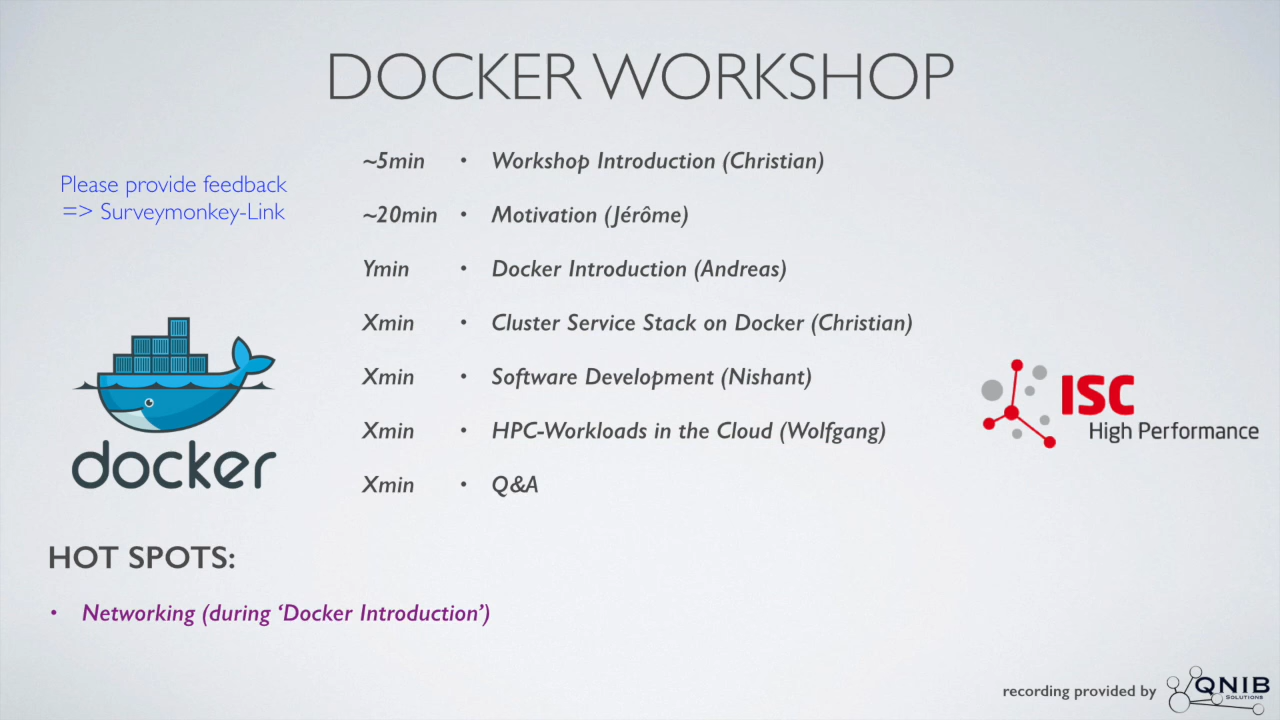 DOCKER WORKSHOP
Please provide feedback
=> Surveymonkey-Link
~5min • Workshop Introduction (Christian)
~20min • Motivation (Jérôme)
Ymin • Docker Introduction (Andreas)
Xmin • Cluster Service Stack on Docker (Christian)
Xmin • Software Development (Nishant)
Xmin • HPC-Workloads in the Cloud (Wolfgang)
Xmin • Q&A
docker
ISC
High Performance
HOT SPOTS:
• Networking (during ‘Docker Introduction’)
recording provided by
QNIB
SOLUTIONS